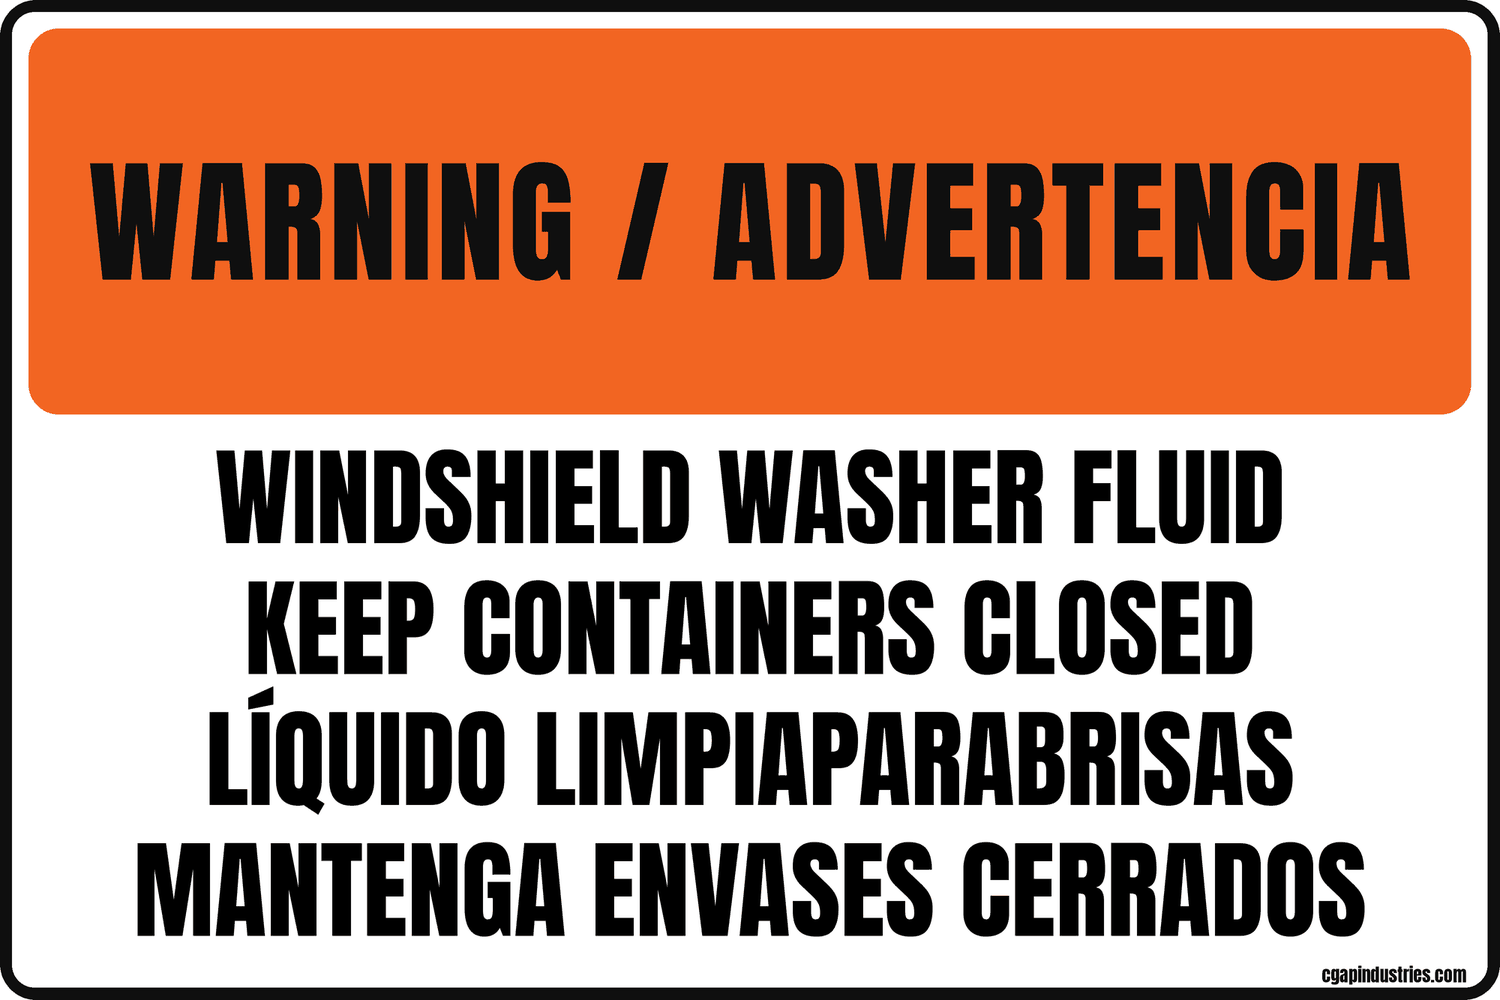 WARNING / ADVERTENCIA
WINDSHIELD WASHER FLUID
KEEP CONTAINERS CLOSED
LÍQUIDO LIMPIAPARABRISAS
MANTENGA ENVASES CERRADOS
cgapindustries.com